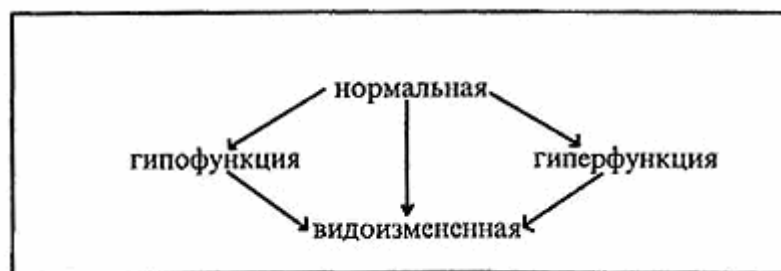 нормальная
гипофункция гиперфункция
видоизмененная